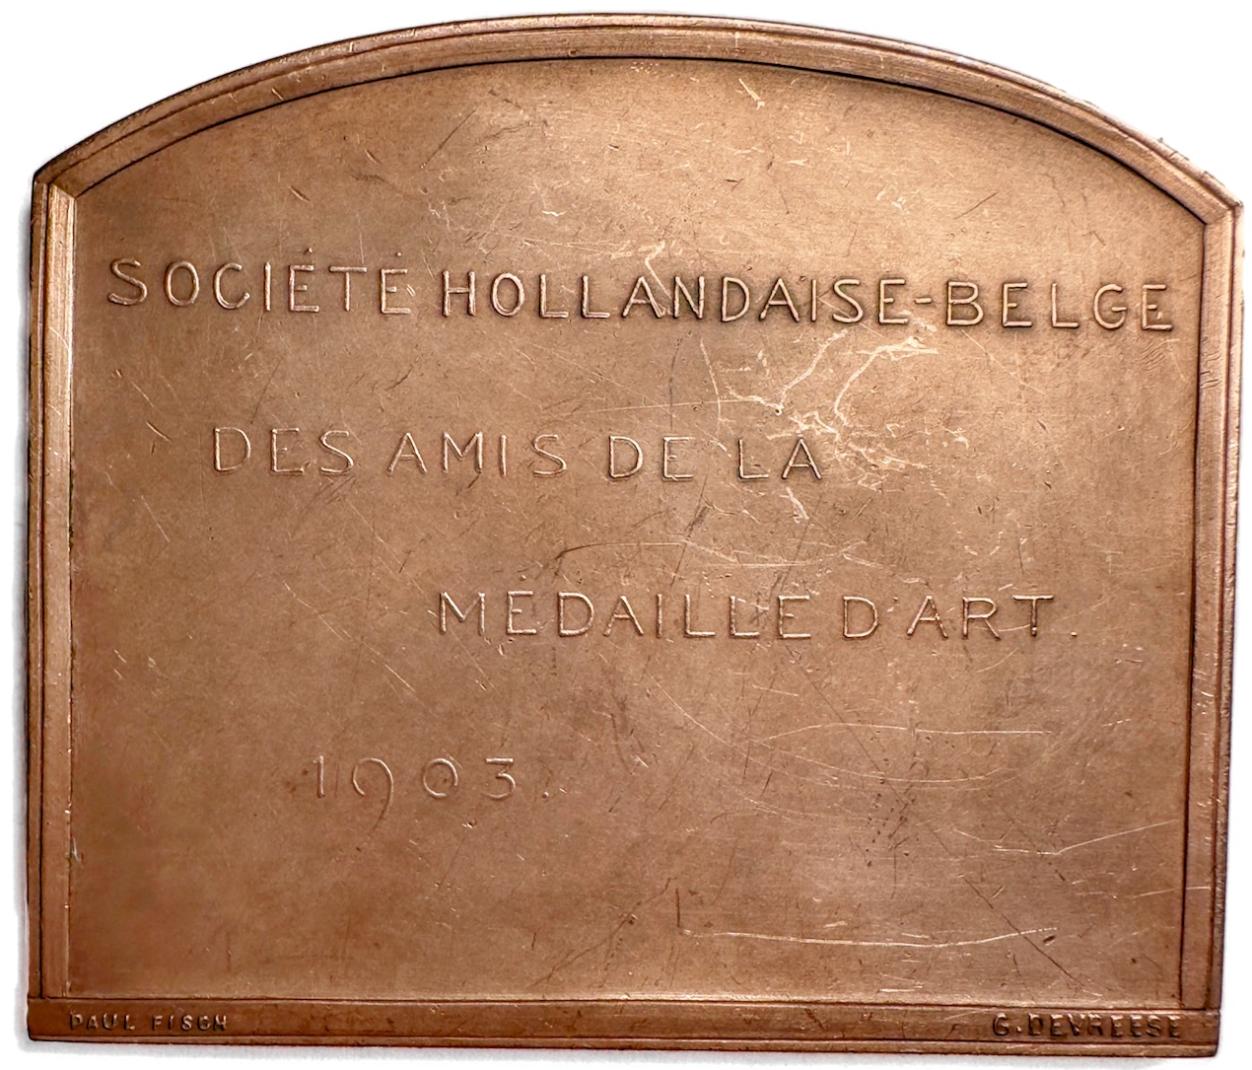 SOCIÉTÉ HOLLANDAISE-BELGE
DES AMIS DE LA
MÉDAILLE D'ART.
1903.
PAUL FISCH
G. DEVREESE